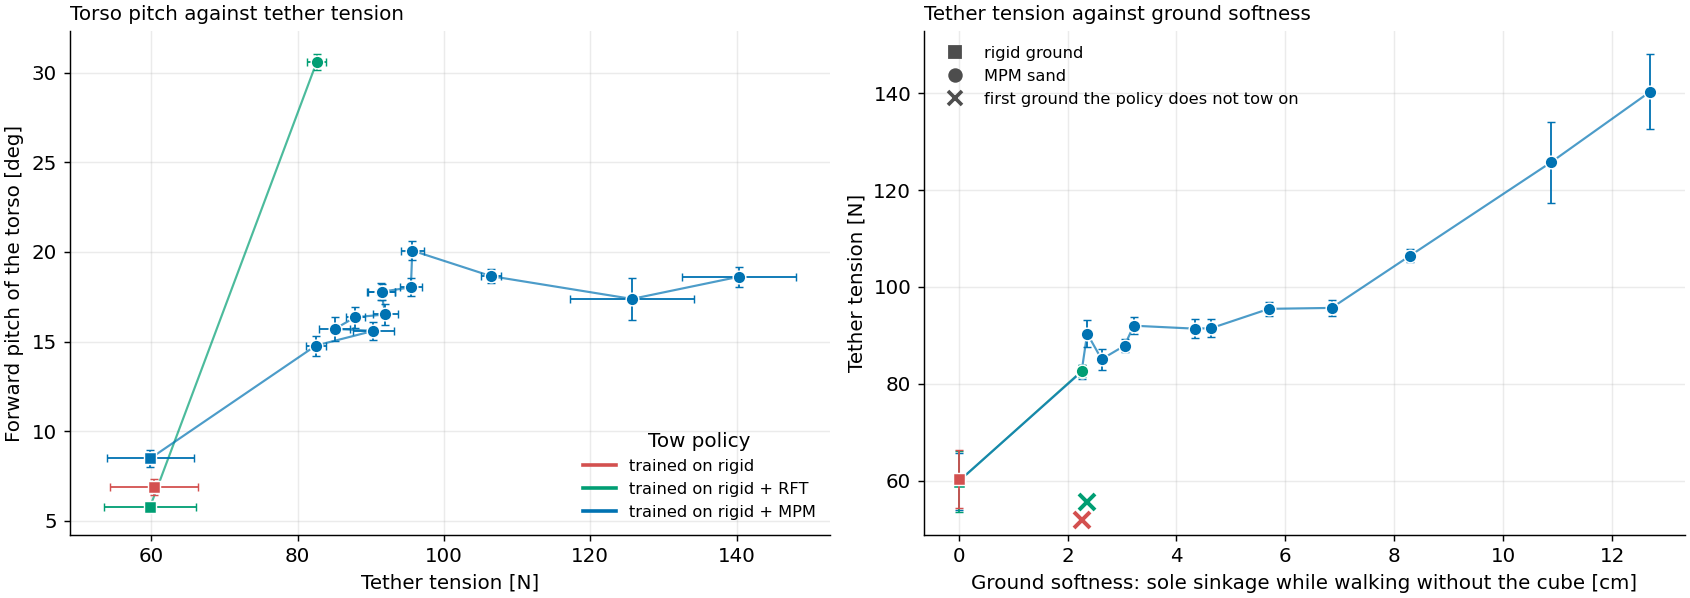 Torso pitch against tether tension
Forward pitch of the torso [deg]
30
25
20
15
10
5
60
80
100
120
140
Tether tension [N]
Tow policy
trained on rigid
trained on rigid + RFT
trained on rigid + MPM
Tether tension against ground softness
rigid ground
MPM sand
first ground the policy does not tow on
Tether tension [N]
140
120
100
80
60
0
2
4
6
8
10
12
Ground softness: sole sinkage while walking without the cube [cm]